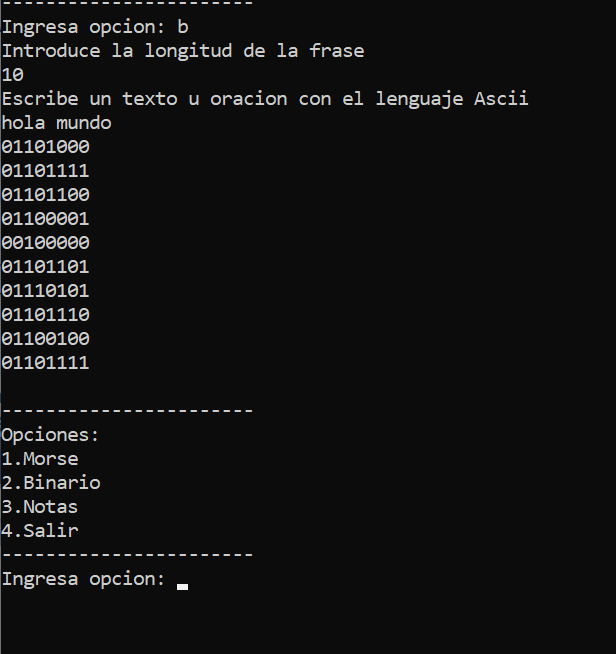 -----------------------
Ingresa opcion: b
Introduce la longitud de la frase
10
Escribe un texto u oracion con el lenguaje Ascii
hola mundo
01101000
01101111
01101100
01100001
00100000
01101101
01110101
01101110
01100100
01101111
-----------------------
Opciones:
1.Morse
2.Binario
3.Notas
4.Salir
-----------------------
Ingresa opcion: